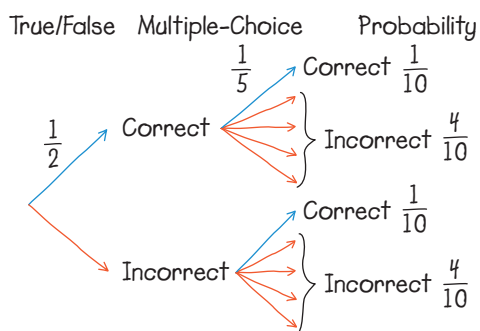 True/False Multiple-Choice Probability
1/5
Correct 1/10
1/2
Correct
Incorrect 4/10
Correct 1/10
Incorrect
Incorrect 4/10